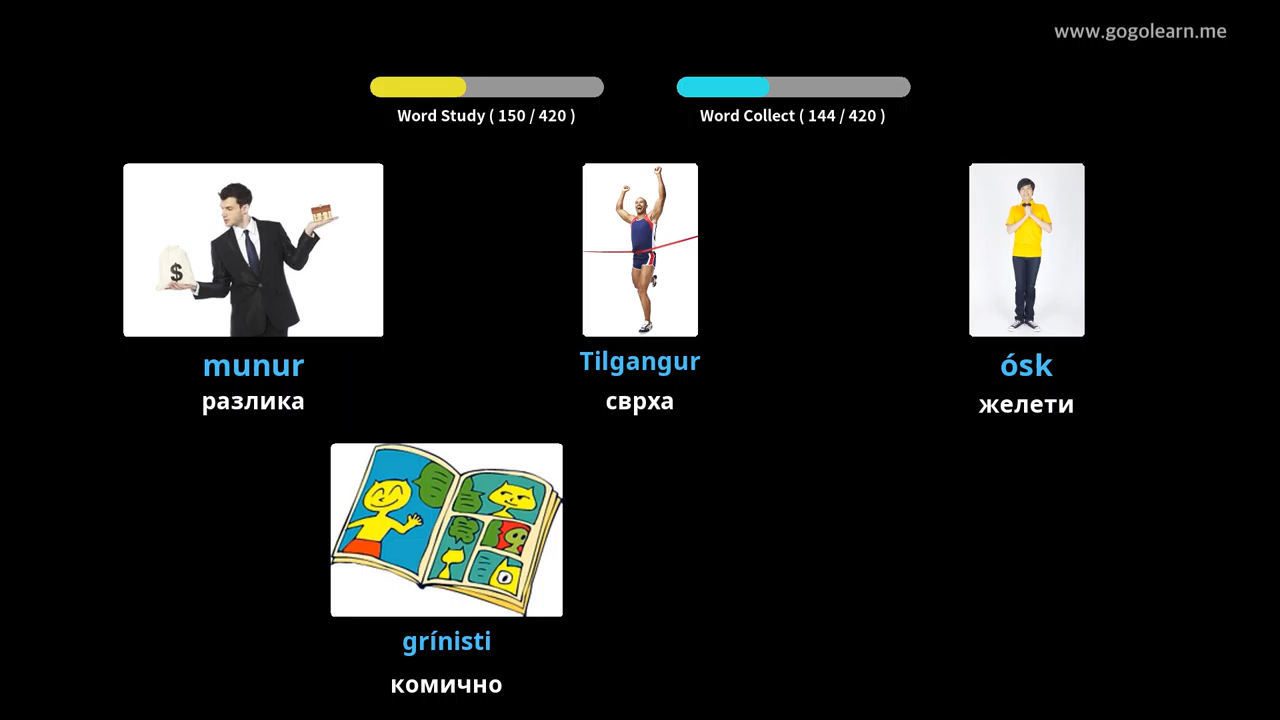 www.gogolearn.me
Word Study ( 150 / 420 )
Word Collect ( 144 / 420 )
$
munur
Tilgangur
ósk
разлика
сврха
желети
grínisti
комично